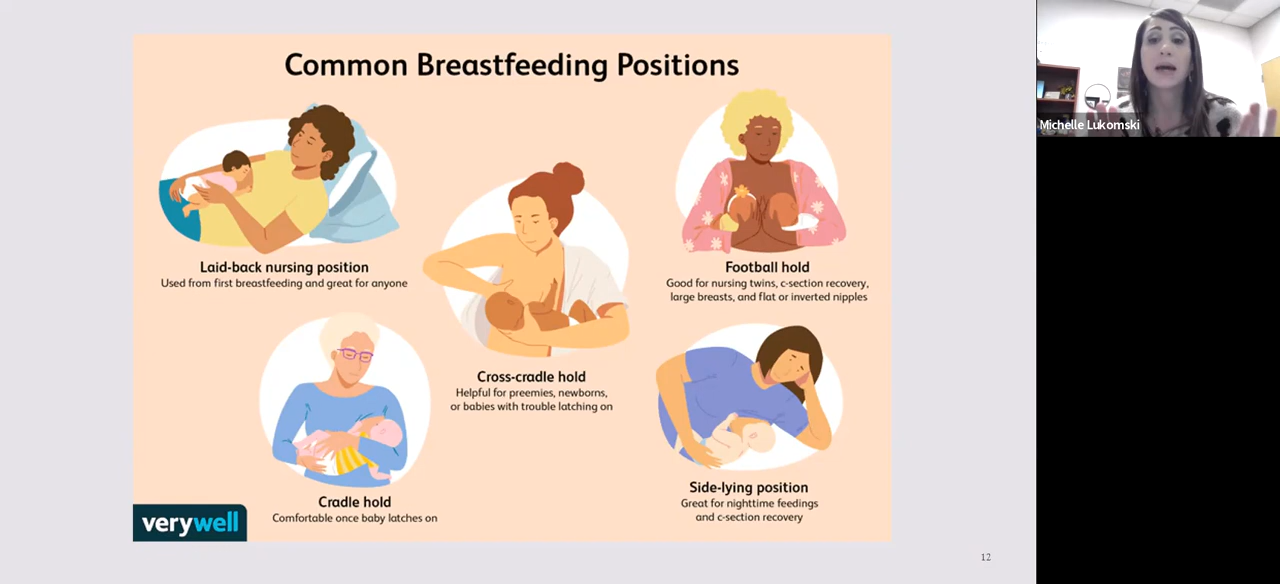 Common Breastfeeding Positions
Laid-back nursing position
Used from first breastfeeding and great for anyone
Football hold
Good for nursing twins, c-section recovery,
large breasts, and flat or inverted nipples
Cross-cradle hold
Helpful for preemies, newborns,
or babies with trouble latching on
Cradle hold
Comfortable once baby latches on
Side-lying position
Great for nighttime feedings
and c-section recovery
verywell
12
Michelle Lukomski